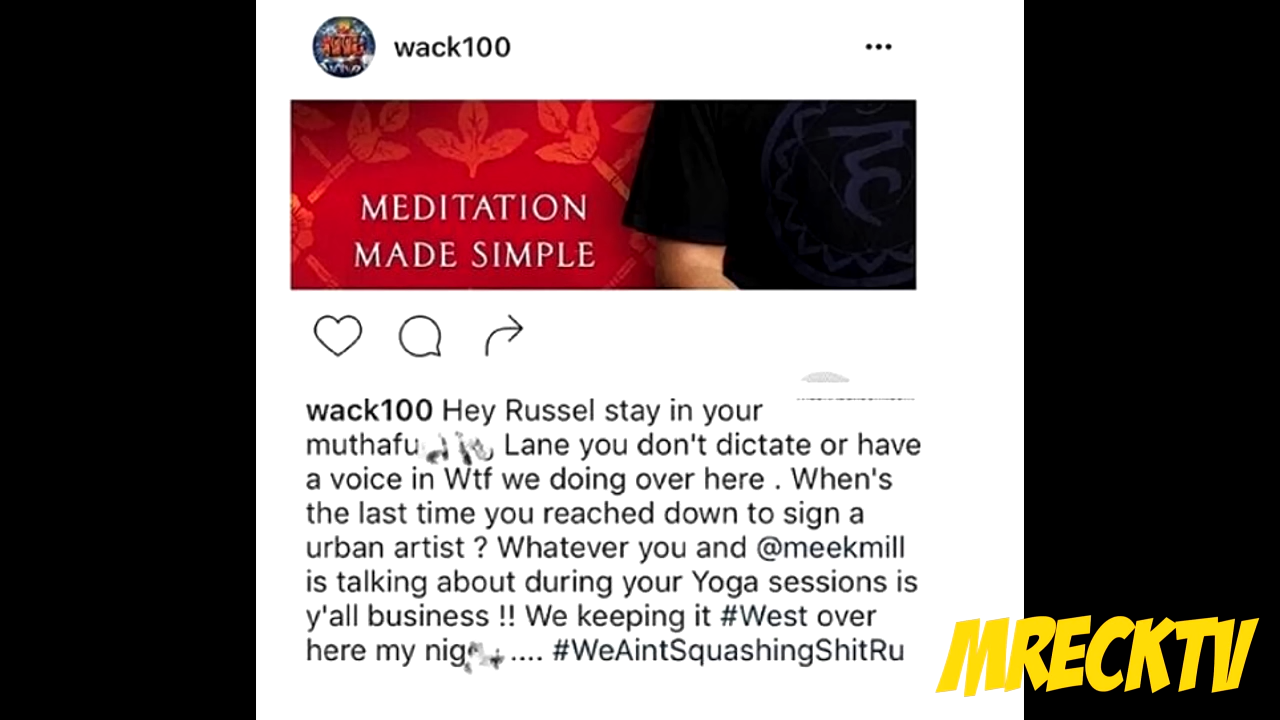 wack100
MEDITATION
MADE SIMPLE
ह
wack100 Hey Russel stay in your
muthafu Lane you don't dictate or have
a voice in Wtf we doing over here . When's
the last time you reached down to sign a
urban artist ? Whatever you and @meekmill
is talking about during your Yoga sessions is
y'all business !! We keeping it #West over
here my nig .... #WeAintSquashingShitRu
MRECKTV